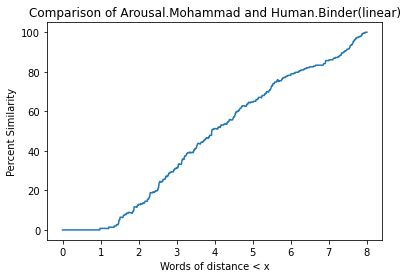 Comparison of Arousal.Mohammad and Human.Binder(linear)
100
80
60
40
20
0
Percent Similarity
0 1 2 3 4 5 6 7 8
Words of distance < x